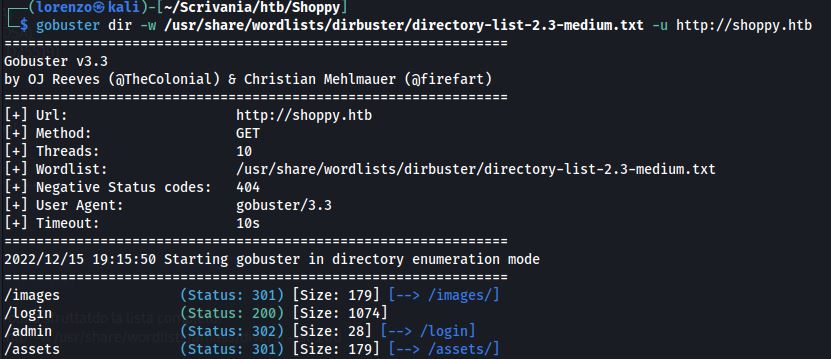 (lorenzo㉿kali)-[~/Scrivania/htb/Shoppy]
$ gobuster dir -w /usr/share/wordlists/dirbuster/directory-list-2.3-medium.txt -u http://shoppy.htb
===============================================================
Gobuster v3.3
by OJ Reeves (@TheColonial) & Christian Mehlmauer (@firefart)
===============================================================
[+] Url: http://shoppy.htb
[+] Method: GET
[+] Threads: 10
[+] Wordlist: /usr/share/wordlists/dirbuster/directory-list-2.3-medium.txt
[+] Negative Status codes: 404
[+] User Agent: gobuster/3.3
[+] Timeout: 10s
===============================================================
2022/12/15 19:15:50 Starting gobuster in directory enumeration mode
===============================================================
/images (Status: 301) [Size: 179] [--> /images/]
/login (Status: 200) [Size: 1074]
/admin (Status: 302) [Size: 28] [--> /login]
/assets (Status: 301) [Size: 179] [--> /assets/]